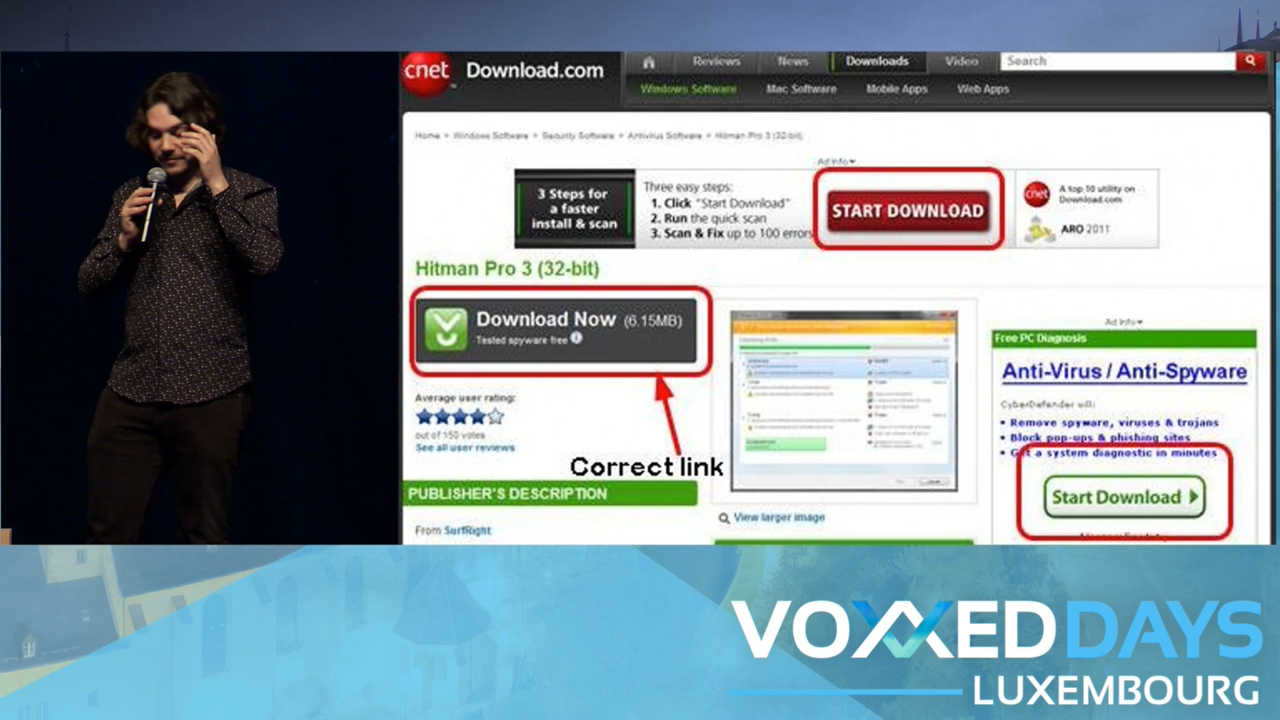 cnet Download.com
Reviews News Downloads Video Search
Windows Software Mac Software Mobile Apps Web Apps
Home » Windows Software » Security Software » Antivirus Software » Hitman Pro 3 (32-bit)
Ad Info
3 Steps for
a faster
install & scan
Three easy steps:
1. Click "Start Download"
2. Run the quick scan
3. Scan & Fix up to 100 errors
START DOWNLOAD
cnet
A top 10 utility on
Download.com
ARO 2011
Hitman Pro 3 (32-bit)
Download Now (6.15MB)
Tested spyware free
Average user rating:
out of 150 votes
See all user reviews
Correct link
PUBLISHER'S DESCRIPTION
From SurfRight
View larger image
Ad Info
Free PC Diagnosis
Anti-Virus / Anti-Spyware
CyberDefender will:
• Remove spyware, viruses & trojans
• Block pop-ups & phishing sites
• Get a system diagnostic in minutes
Start Download
VOXXED DAYS
LUXEMBOURG